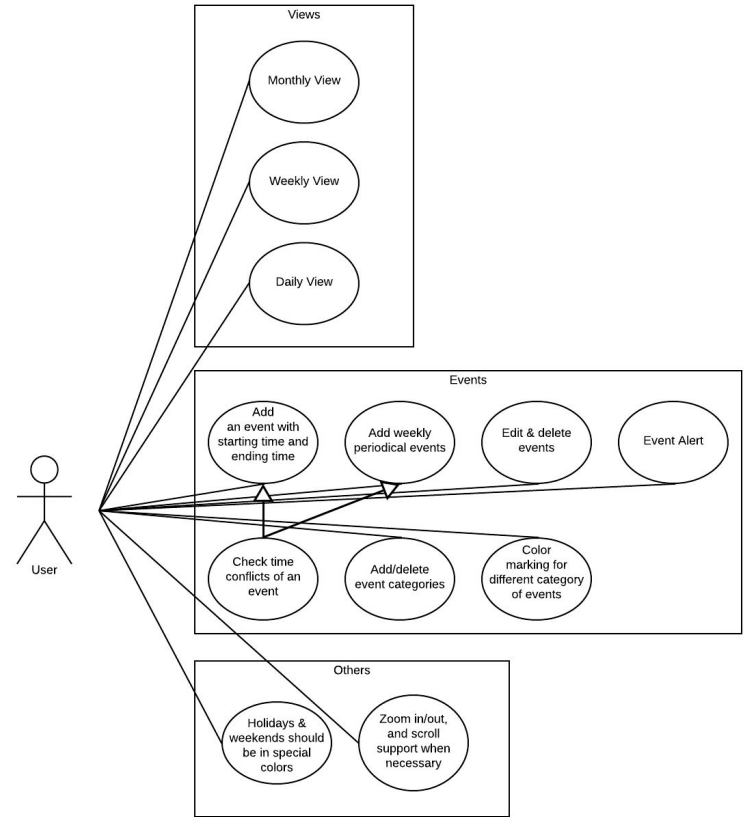 Views
Monthly View
Weekly View
Daily View
Events
Add
an event with
starting time and
ending time
Add weekly
periodical events
Edit & delete
events
Event Alert
User
Check time
conflicts of an
event
Add/delete
event categories
Color
marking for
different category
of events
Others
Holidays &
weekends should
be in special
colors
Zoom in/out,
and scroll
support when
necessary